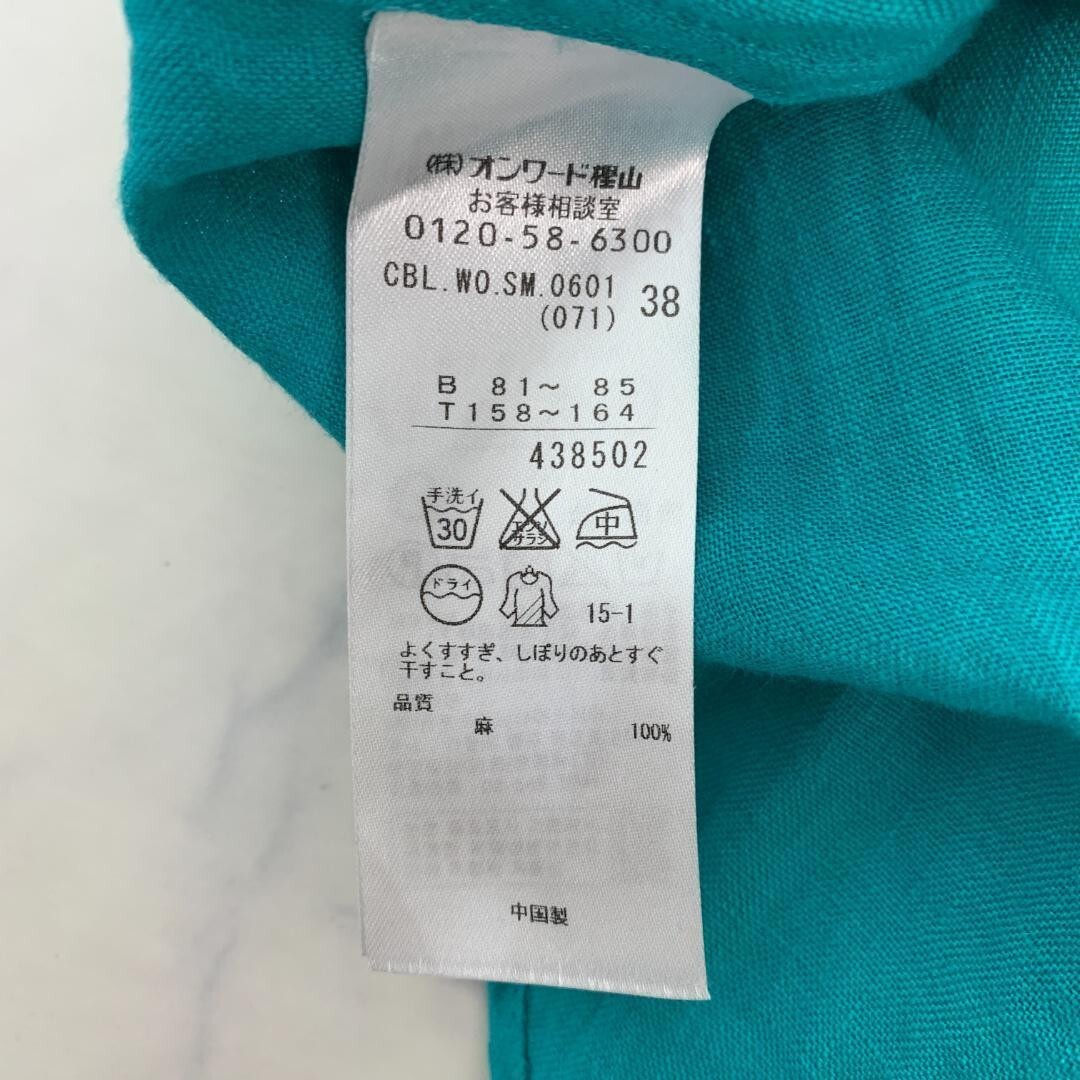 (株)オンワード樫山
お客様相談室
0120-58-6300
CBL.WO.SM.0601 38
(071)
B 81～ 85
T158～164
438502
手洗イ
30
エンソ
サラシ
中
ドライ
15-1
よくすすぎ、しぼりのあとすぐ
干すこと。
品質
麻 100%
中国製